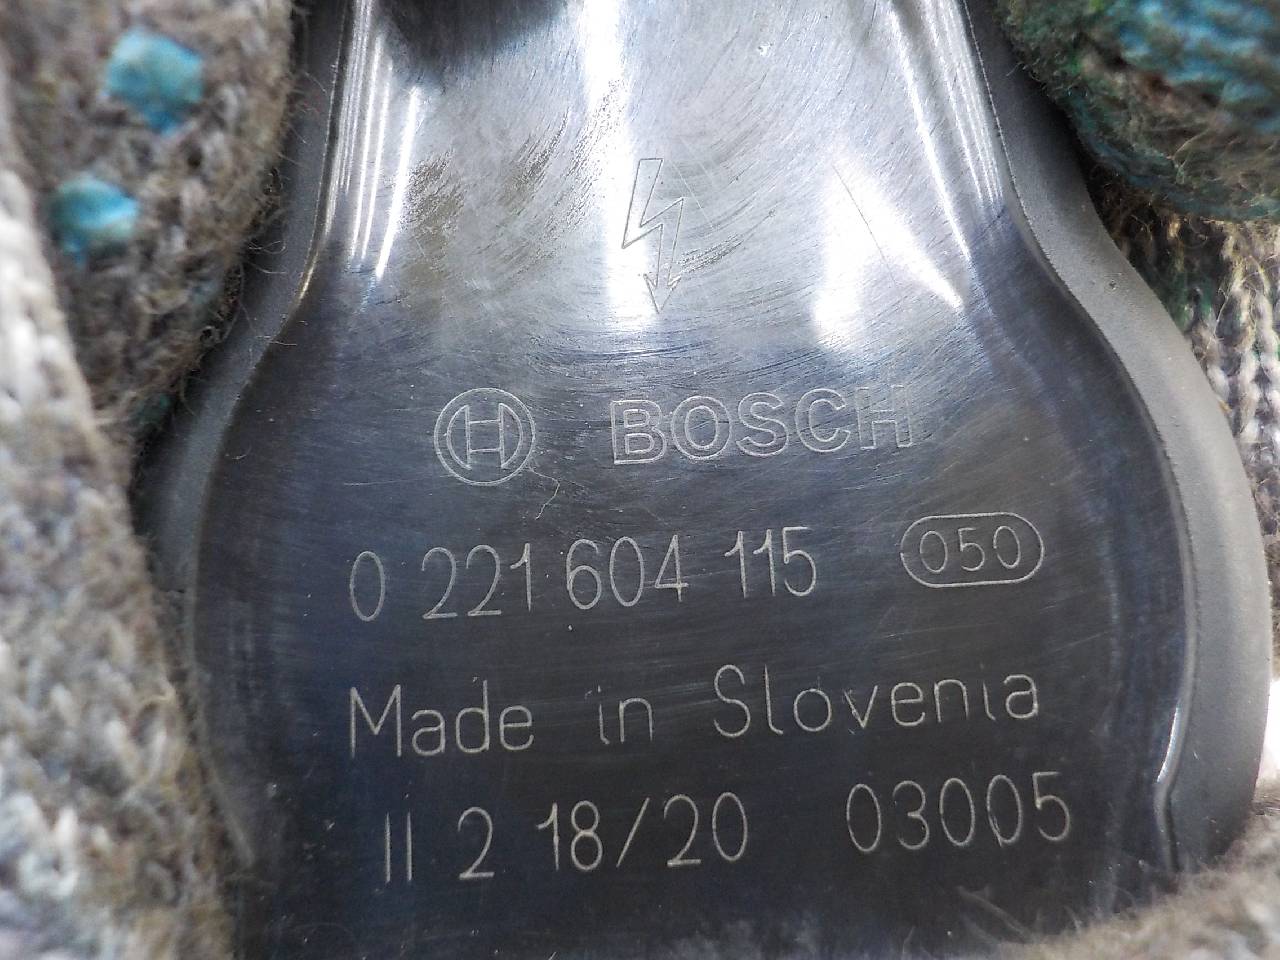 BOSCH
0 221 604 115 050
Made in Slovenia
II 2 18/20 03005